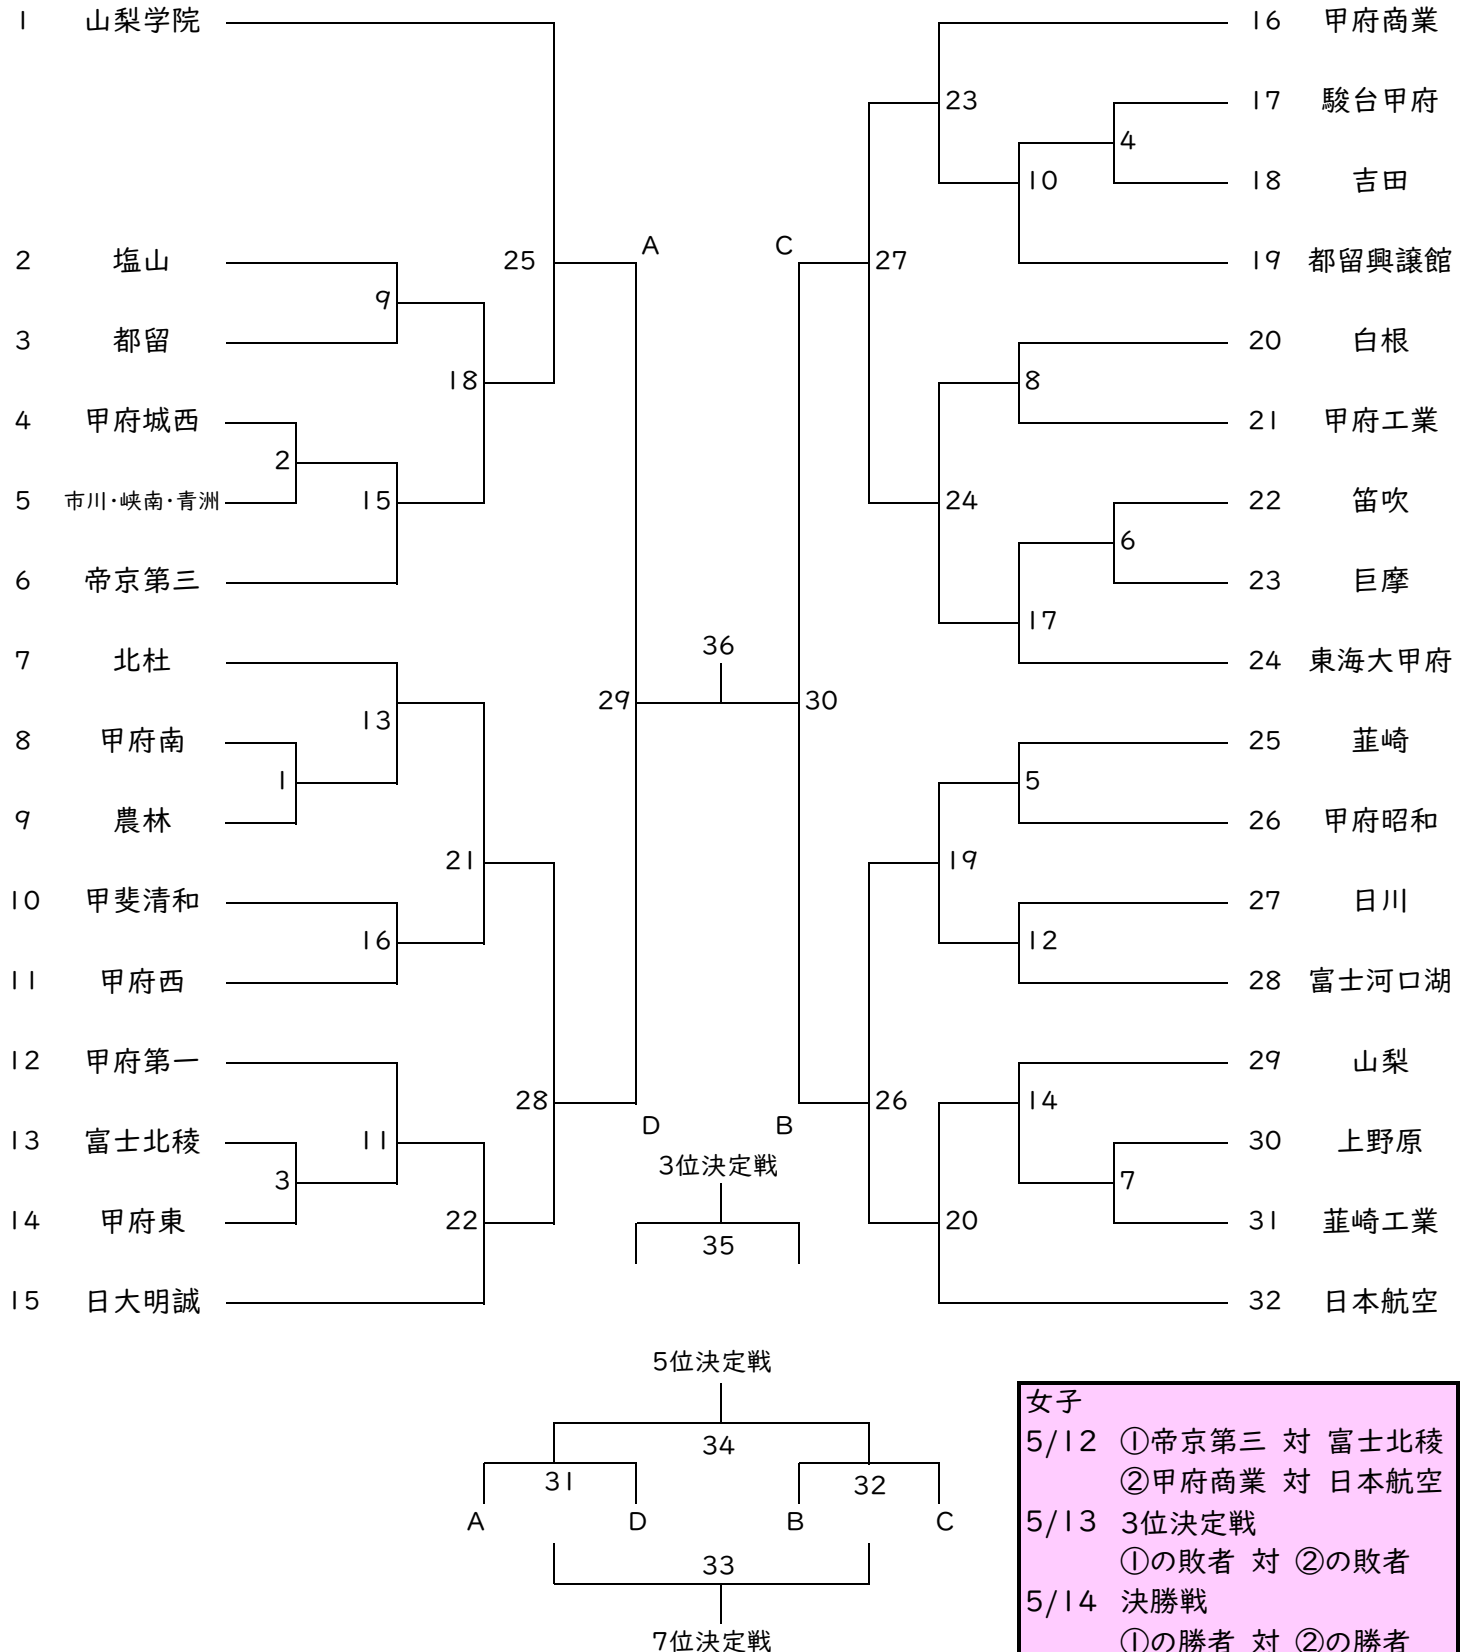 1 山梨学院
2 塩山
3 都留
4 甲府城西
5 市川・峡南・青洲
6 帝京第三
7 北杜
8 甲府南
9 農林
10 甲斐清和
11 甲府西
12 甲府第一
13 富士北稜
14 甲府東
15 日大明誠
9
2
18
15
25
13
1
21
16
11
3
22
28
A
D
29
36
30
C
B
3位決定戦
35
23
4
10
27
8
24
6
17
5
19
12
26
14
7
20
16 甲府商業
17 駿台甲府
18 吉田
19 都留興譲館
20 白根
21 甲府工業
22 笛吹
23 巨摩
24 東海大甲府
25 韮崎
26 甲府昭和
27 日川
28 富士河口湖
29 山梨
30 上野原
31 韮崎工業
32 日本航空
5位決定戦
34
31
32
A D B C
33
7位決定戦
女子
5/12 ①帝京第三 対 富士北稜
②甲府商業 対 日本航空
5/13 3位決定戦
①の敗者 対 ②の敗者
5/14 決勝戦
①の勝者 対 ②の勝者